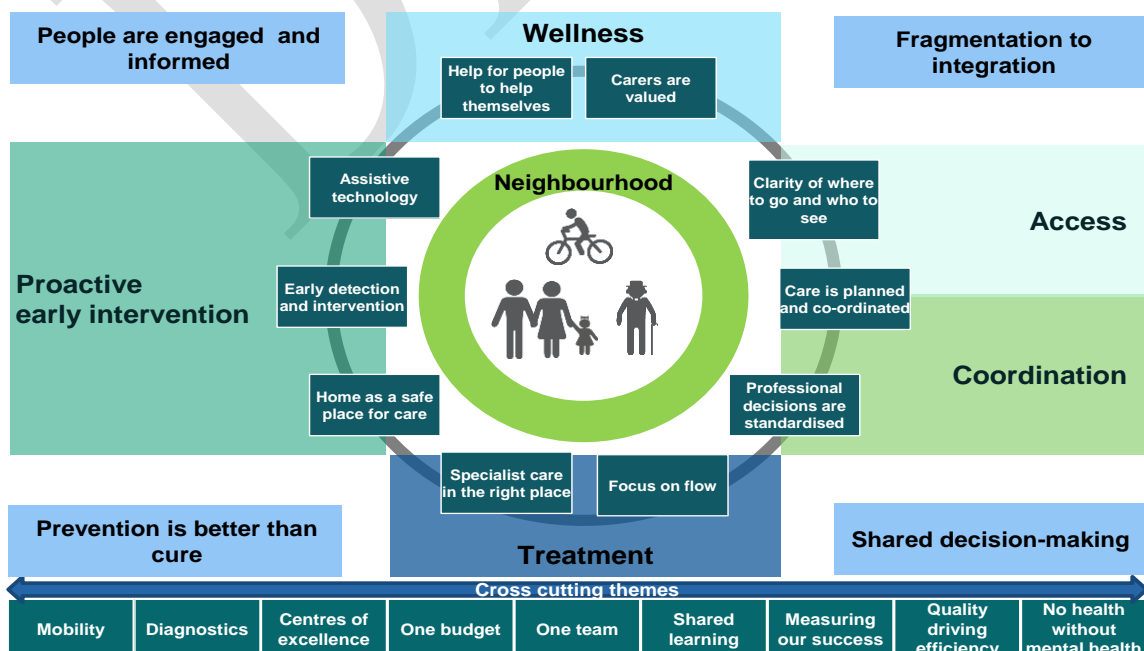 People are engaged and
informed
Wellness
Fragmentation to
integration
Help for people
to help
themselves
Carers are
valued
Assistive
technology
Neighbourhood
Clarity of where
to go and who to
see
Access
Proactive
early intervention
Early detection
and intervention
Care is planned
and co-ordinated
Coordination
Home as a safe
place for care
Professional
decisions are
standardised
Specialist care
in the right place
Focus on flow
Prevention is better than
cure
Treatment
Shared decision-making
Cross cutting themes
Mobility
Diagnostics
Centres of
excellence
One budget
One team
Shared
learning
Measuring
our success
Quality
driving
efficiency
No health
without
mental health